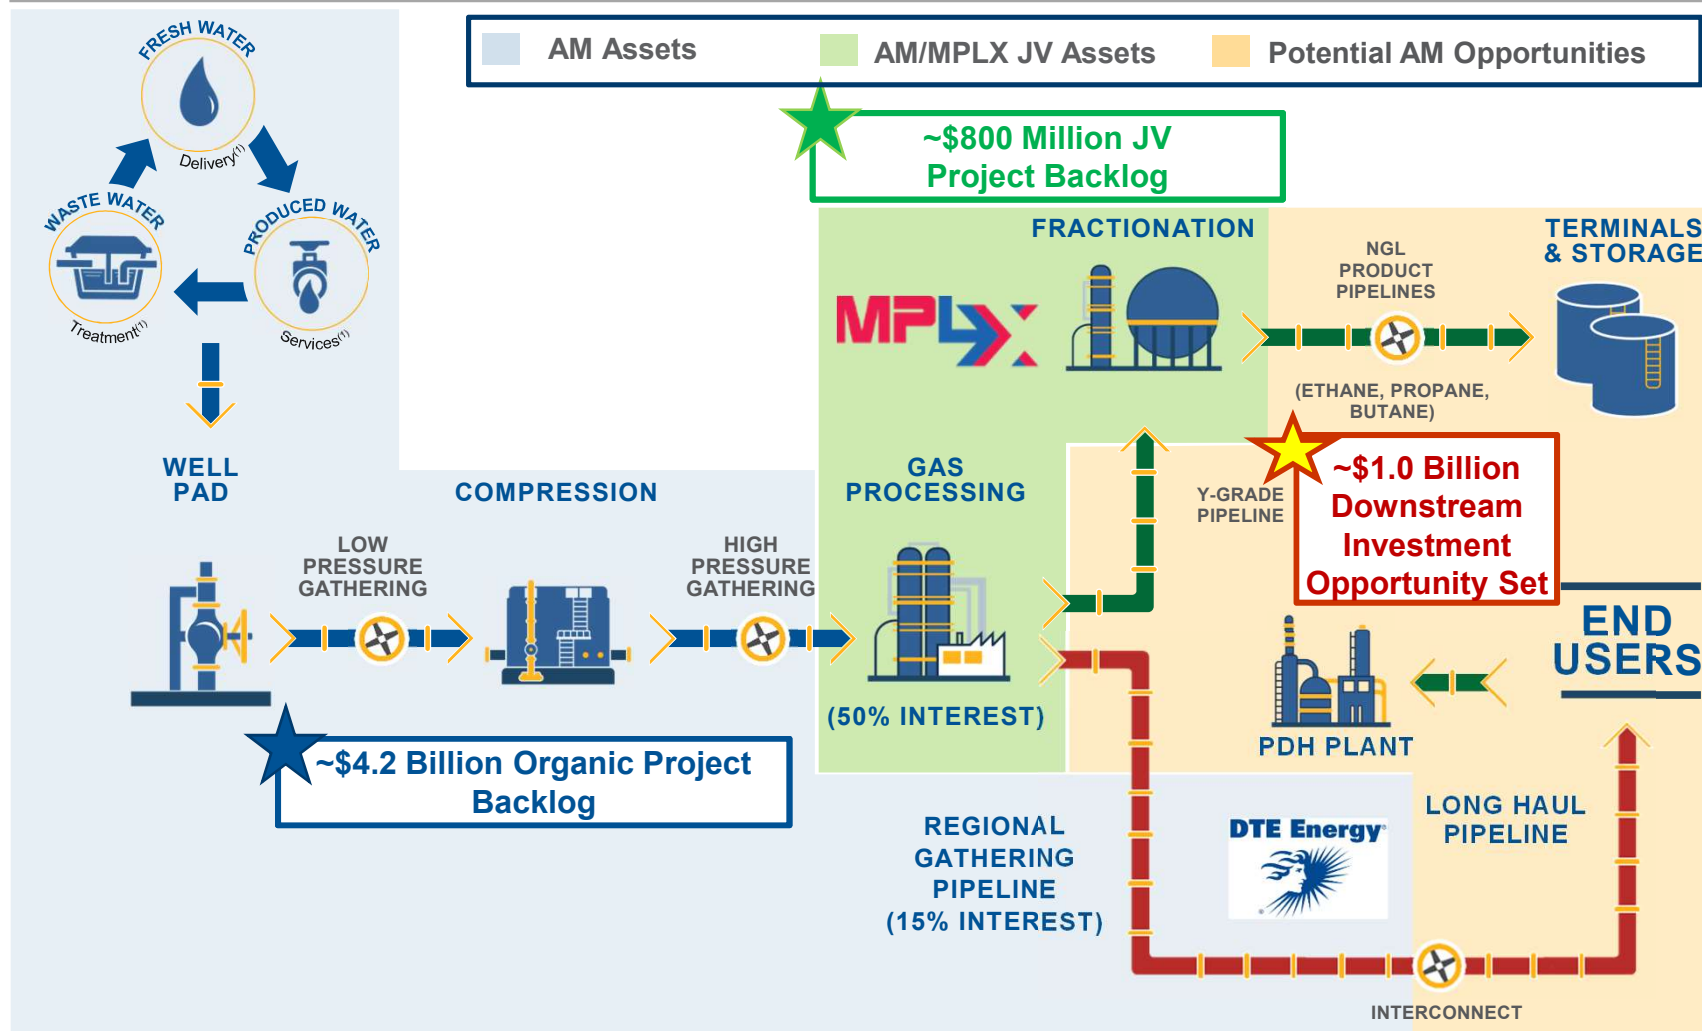 AM Assets
AM/MPLX JV Assets
Potential AM Opportunities
FRESH WATER
Delivery(1)
WASTE WATER
Treatment(1)
PRODUCED WATER
Services(1)
~$800 Million JV
Project Backlog
FRACTIONATION
MPLX
NGL
PRODUCT
PIPELINES
(ETHANE, PROPANE,
BUTANE)
TERMINALS
& STORAGE
WELL
PAD
LOW
PRESSURE
GATHERING
COMPRESSION
HIGH
PRESSURE
GATHERING
GAS
PROCESSING
(50% INTEREST)
Y-GRADE
PIPELINE
~$1.0 Billion
Downstream
Investment
Opportunity Set
END
USERS
PDH PLANT
~$4.2 Billion Organic Project
Backlog
REGIONAL
GATHERING
PIPELINE
(15% INTEREST)
DTE Energy®
LONG HAUL
PIPELINE
INTERCONNECT